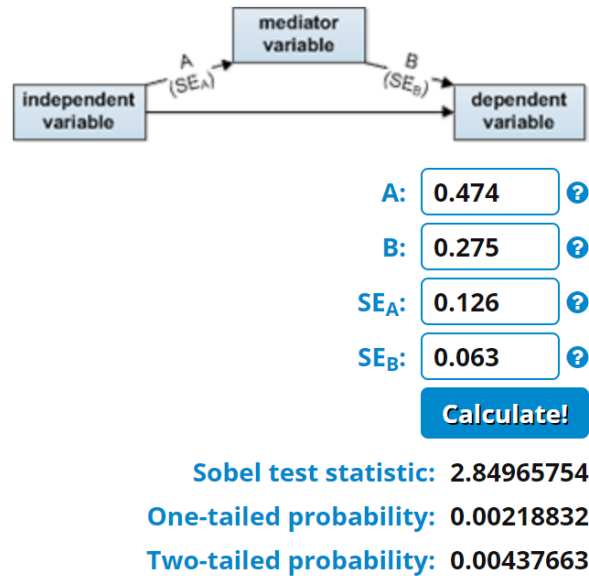 mediator
variable
A
(SEA)
B
(SEB)
independent
variable
dependent
variable
A: 0.474 ?
B: 0.275 ?
SEA: 0.126 ?
SEB: 0.063 ?
Calculate!
Sobel test statistic: 2.84965754
One-tailed probability: 0.00218832
Two-tailed probability: 0.00437663